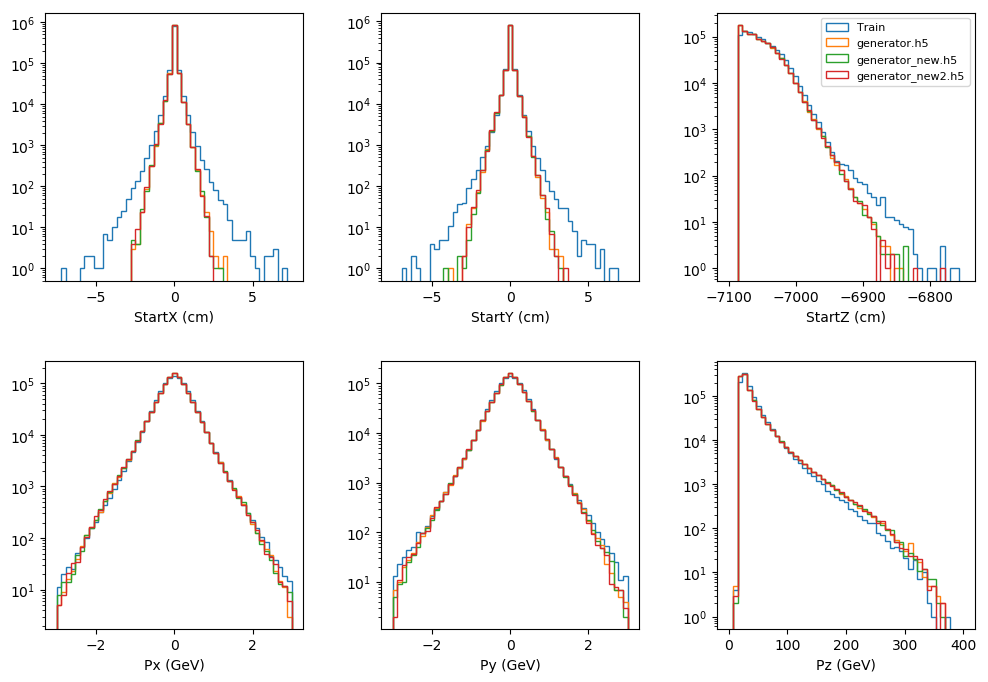 10⁶
10⁵
10⁴
10³
10²
10¹
10⁰
−5 0 5
StartX (cm)
10⁶
10⁵
10⁴
10³
10²
10¹
10⁰
−5 0 5
StartY (cm)
10⁵
10⁴
10³
10²
10¹
10⁰
Train
generator.h5
generator_new.h5
generator_new2.h5
−7100 −7000 −6900 −6800
StartZ (cm)
10⁵
10⁴
10³
10²
10¹
−2 0 2
Px (GeV)
10⁵
10⁴
10³
10²
10¹
−2 0 2
Py (GeV)
10⁵
10⁴
10³
10²
10¹
10⁰
0 100 200 300 400
Pz (GeV)